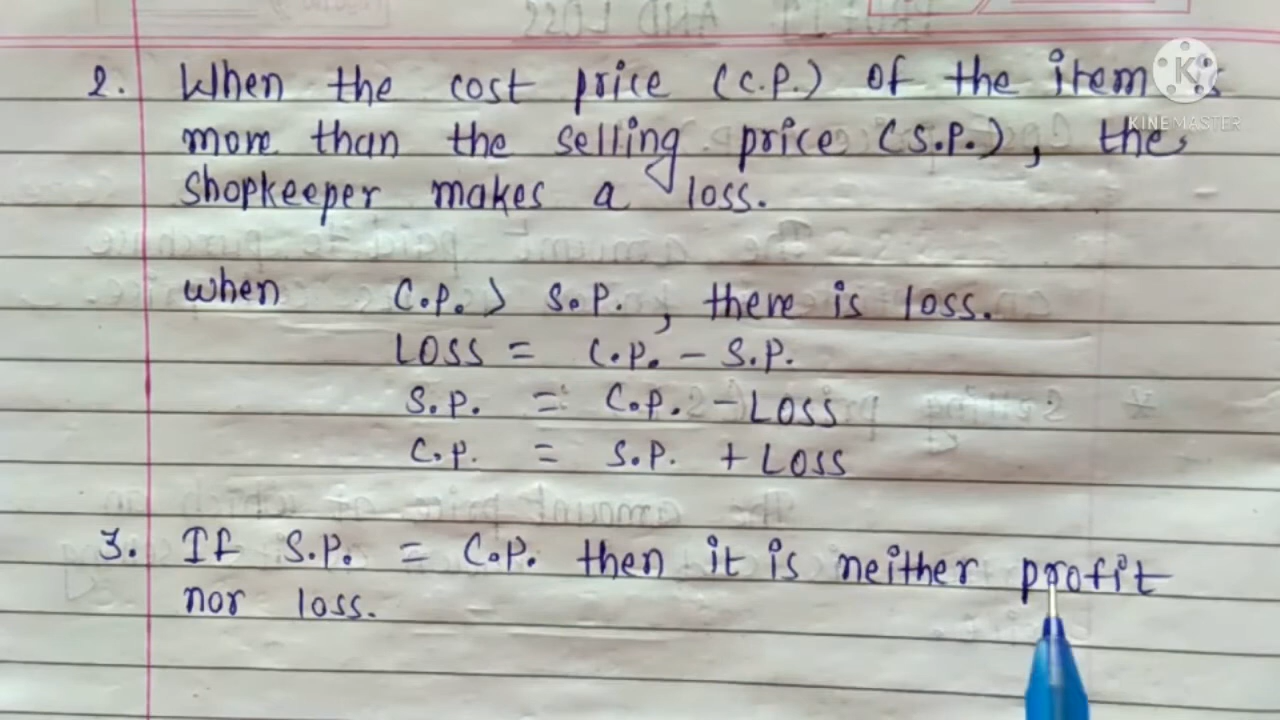 2. When the cost price (C.P.) of the item is
more than the selling price (S.P.), the
shopkeeper makes a loss.
when C.P. > S.P., there is loss.
LOSS = C.P. - S.P.
S.P. = C.P. - LOSS
C.P. = S.P. + LOSS
3. If S.P. = C.P. then it is neither profit
nor loss.
K
KINEMASTER